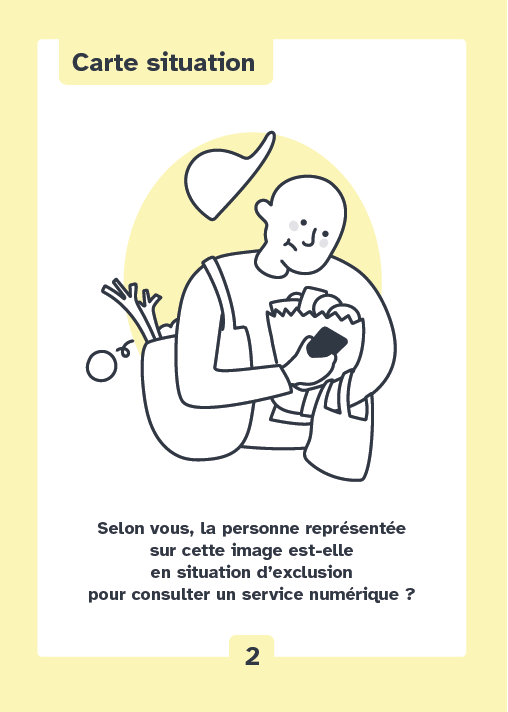 Carte situation
Selon vous, la personne représentée
sur cette image est-elle
en situation d’exclusion
pour consulter un service numérique ?
2